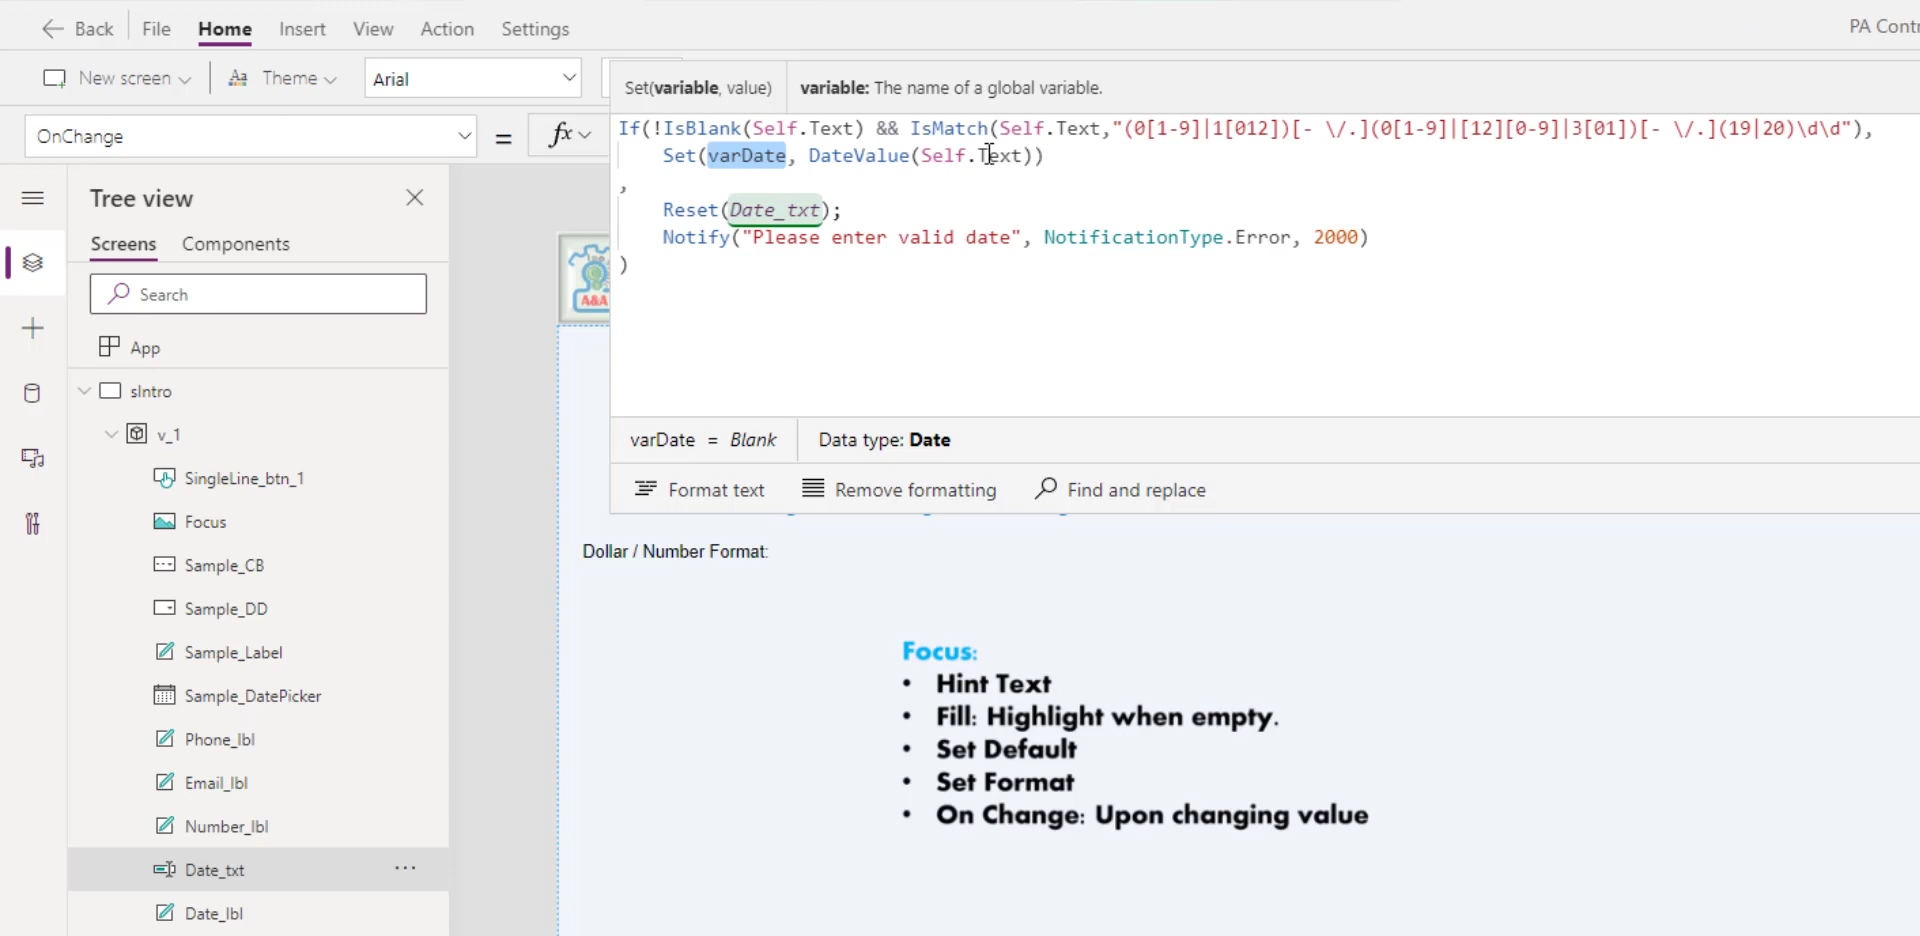 Back
File
Home
Insert
View
Action
Settings
PA Contr
New screen
Theme
Arial
Set(variable, value)
variable: The name of a global variable.
OnChange
=
fx
If(!IsBlank(Self.Text) && IsMatch(Self.Text,"(0[1-9]|1[012])[- \/.](0[1-9]|[12][0-9]|3[01])[- \/.](19|20)\d\d"),
Set(varDate, DateValue(Self.Text))
,
Reset(Date_txt);
Notify("Please enter valid date", NotificationType.Error, 2000)
)
Tree view
Screens
Components
Search
App
sIntro
v_1
SingleLine_btn_1
Focus
Sample_CB
Sample_DD
Sample_Label
Sample_DatePicker
Phone_lbl
Email_lbl
Number_lbl
Date_txt
Date_lbl
A&A
varDate = Blank
Data type: Date
Format text
Remove formatting
Find and replace
Dollar / Number Format:
Focus:
• Hint Text
• Fill: Highlight when empty.
• Set Default
• Set Format
• On Change: Upon changing value